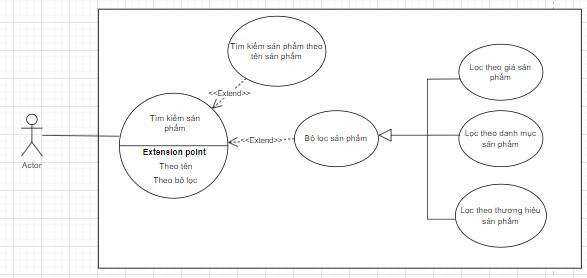 Tìm kiếm sản phẩm theo
tên sản phẩm
<<Extend>>
Tìm kiếm sản
phẩm
Extension point
Theo tên
Theo bộ lọc
Actor
<<Extend>>
Bộ lọc sản phẩm
Lọc theo giá sản
phẩm
Lọc theo danh mục
sản phẩm
Lọc theo thương hiệu
sản phẩm